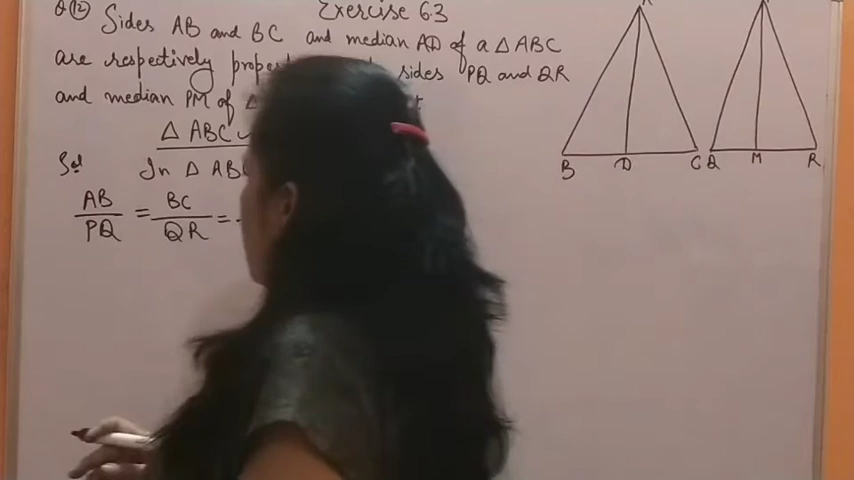 Exercise 6.3
Q(12) Sides AB and BC and median AD of a △ABC
are respectively sides PQ and QR
and median PM of △
△ ABC ~
Sol In △ ABC
AB/PQ = BC/QR =
B D C Q M R